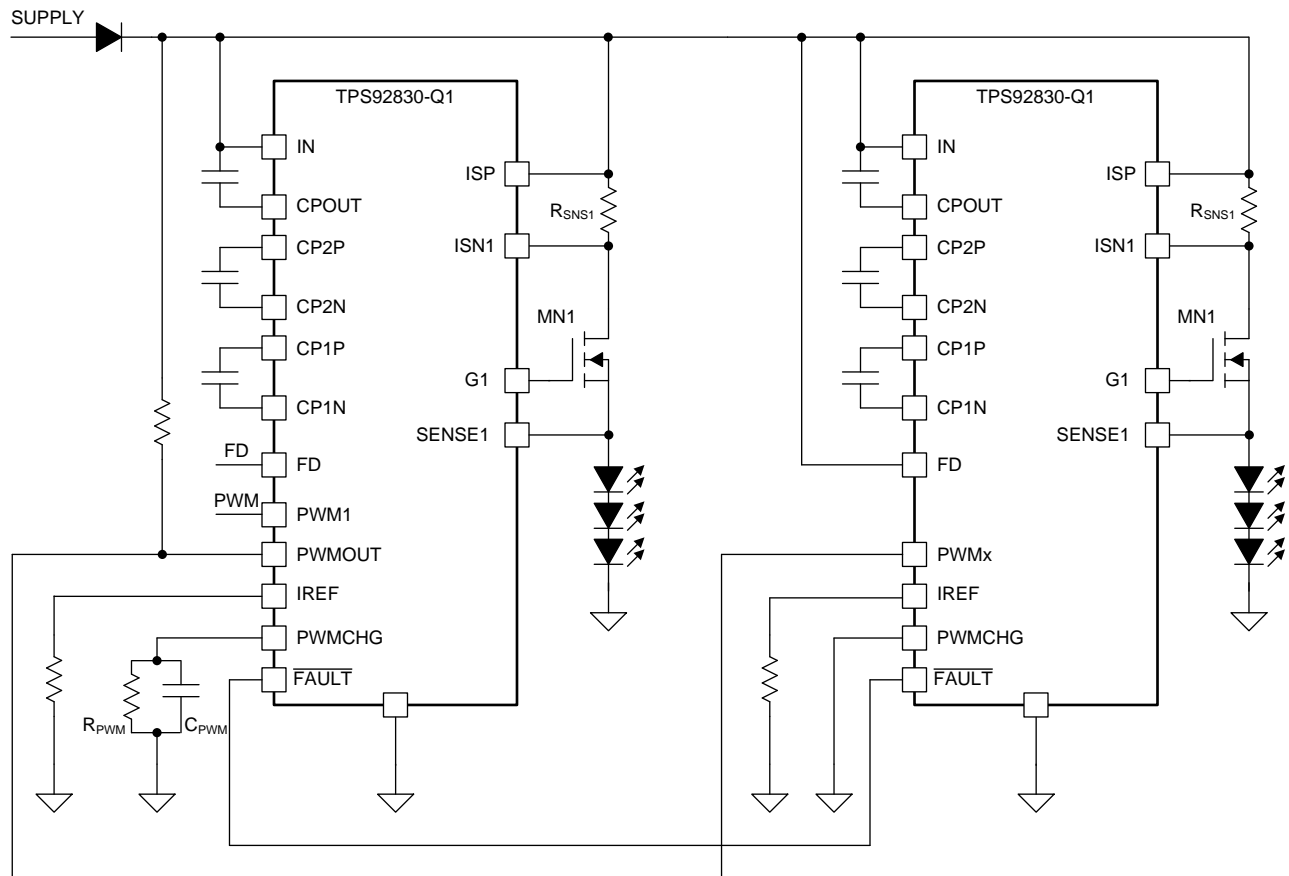 SUPPLY
TPS92830-Q1
IN
CPOUT
CP2P
CP2N
CP1P
CP1N
FD
FD
PWM
PWM1
PWMOUT
IREF
PWMCHG
FAULT
ISP
RSNS1
ISN1
MN1
G1
SENSE1
RPWM
CPWM
TPS92830-Q1
IN
CPOUT
CP2P
CP2N
CP1P
CP1N
FD
PWMx
IREF
PWMCHG
FAULT
ISP
RSNS1
ISN1
MN1
G1
SENSE1